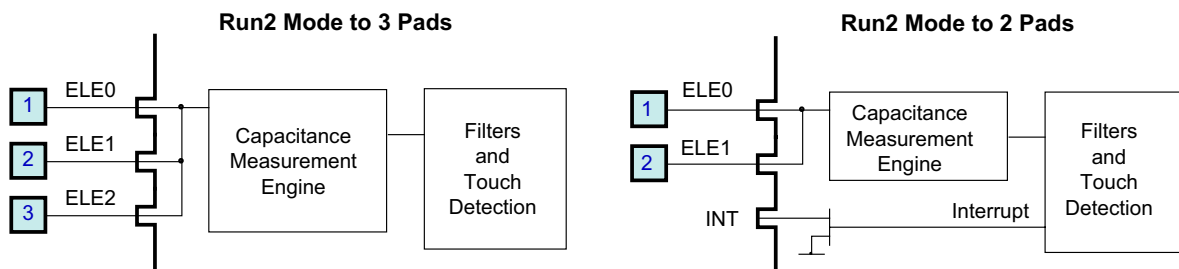 Run2 Mode to 3 Pads
1
ELE0
2
ELE1
3
ELE2
Capacitance
Measurement
Engine
Filters
and
Touch
Detection
Run2 Mode to 2 Pads
1
ELE0
2
ELE1
INT
Capacitance
Measurement
Engine
Interrupt
Filters
and
Touch
Detection